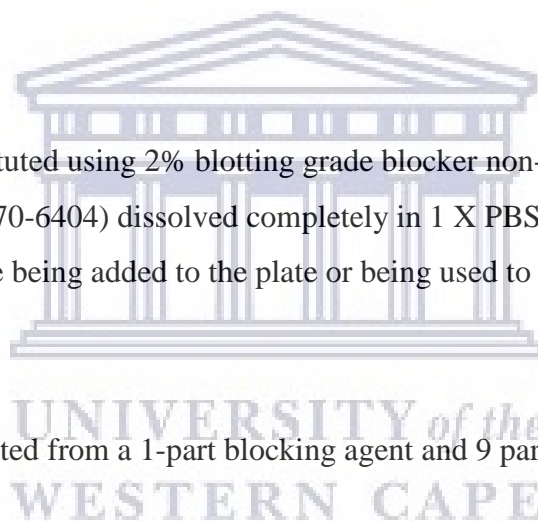 tuted using 2% blotting grade blocker non-
70-6404) dissolved completely in 1 X PBS
e being added to the plate or being used to
UNIVERSITY of the
ted from a 1-part blocking agent and 9 par
WESTERN CAPE